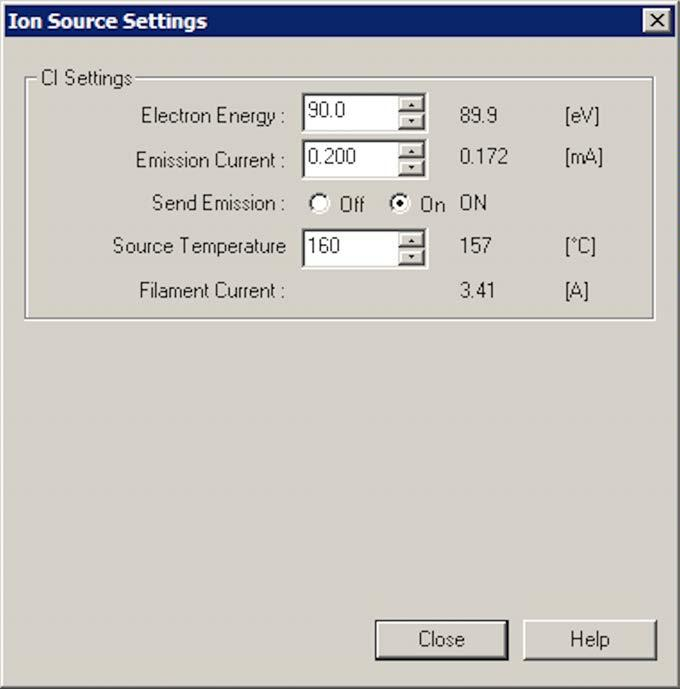 Ion Source Settings
CI Settings
Electron Energy : 90.0 89.9 [eV]
Emission Current : 0.200 0.172 [mA]
Send Emission : Off On ON
Source Temperature 160 157 [°C]
Filament Current : 3.41 [A]
Close Help